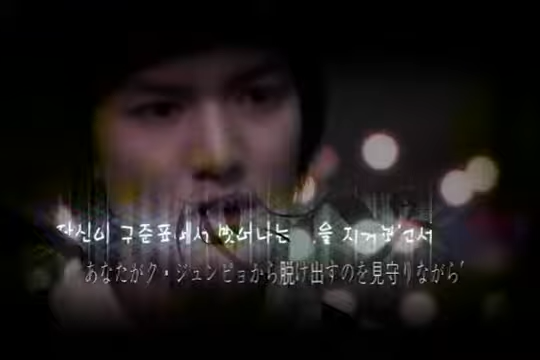 당신이 구준표에서 벗어나는 을 지켜보면서
'あなたがク・ジュンピョから脱け出すのを見守りながら'